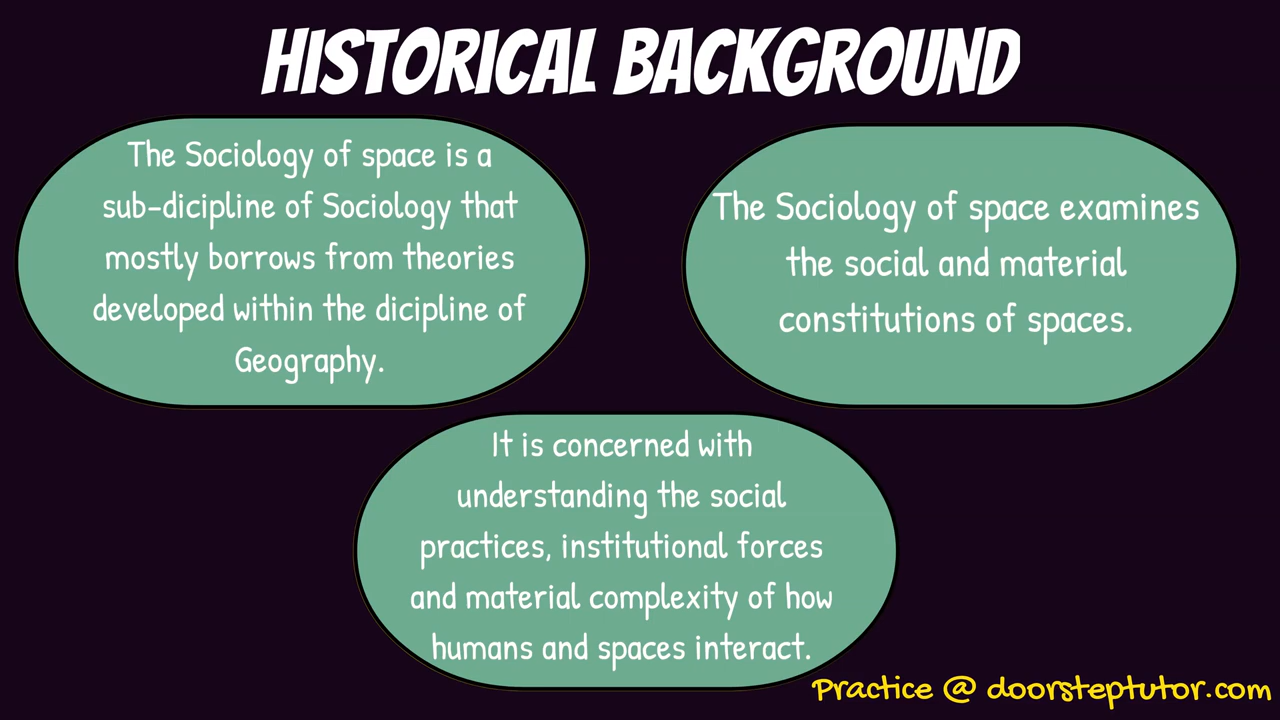 HISTORICAL BACKGROUND
The Sociology of space is a
sub-dicipline of Sociology that
mostly borrows from theories
developed within the dicipline of
Geography.
The Sociology of space examines
the social and material
constitutions of spaces.
It is concerned with
understanding the social
practices, institutional forces
and material complexity of how
humans and spaces interact.
Practice @ doorsteptutor.com